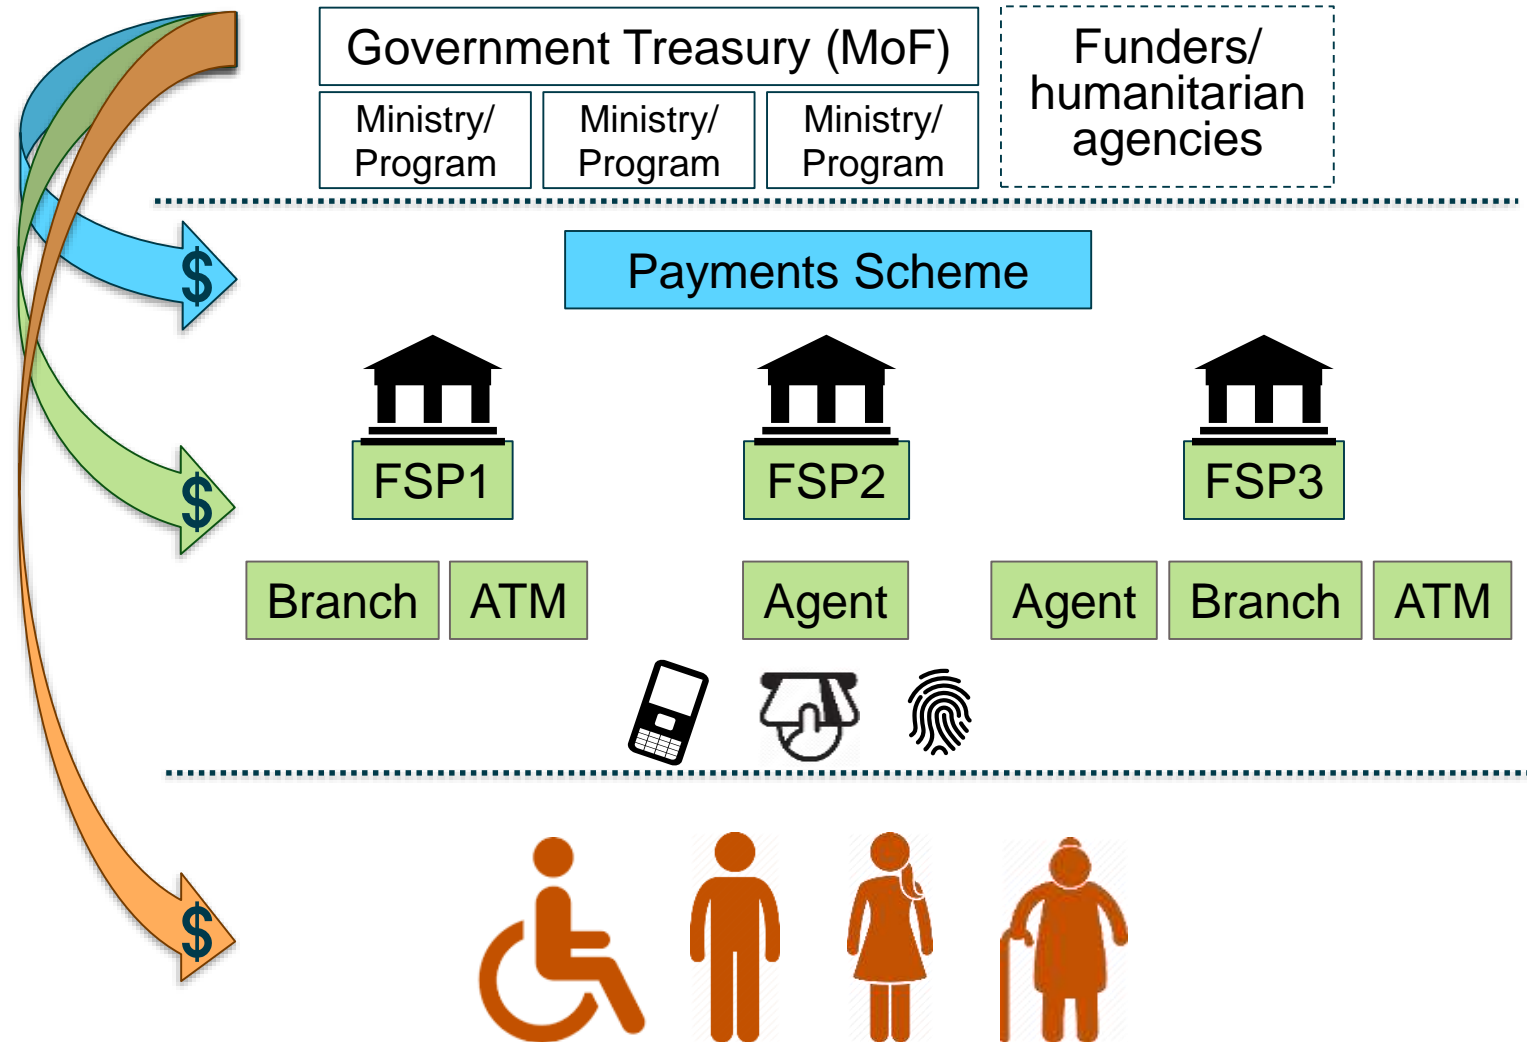 Government Treasury (MoF)
Funders/
humanitarian
agencies
Ministry/
Program
Ministry/
Program
Ministry/
Program
$
Payments Scheme
$
FSP1
FSP2
FSP3
Branch
ATM
Agent
Agent
Branch
ATM
$